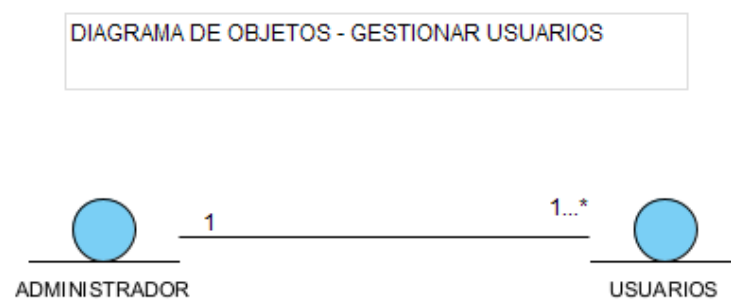 DIAGRAMA DE OBJETOS - GESTIONAR USUARIOS
1
1...*
ADMINISTRADOR
USUARIOS